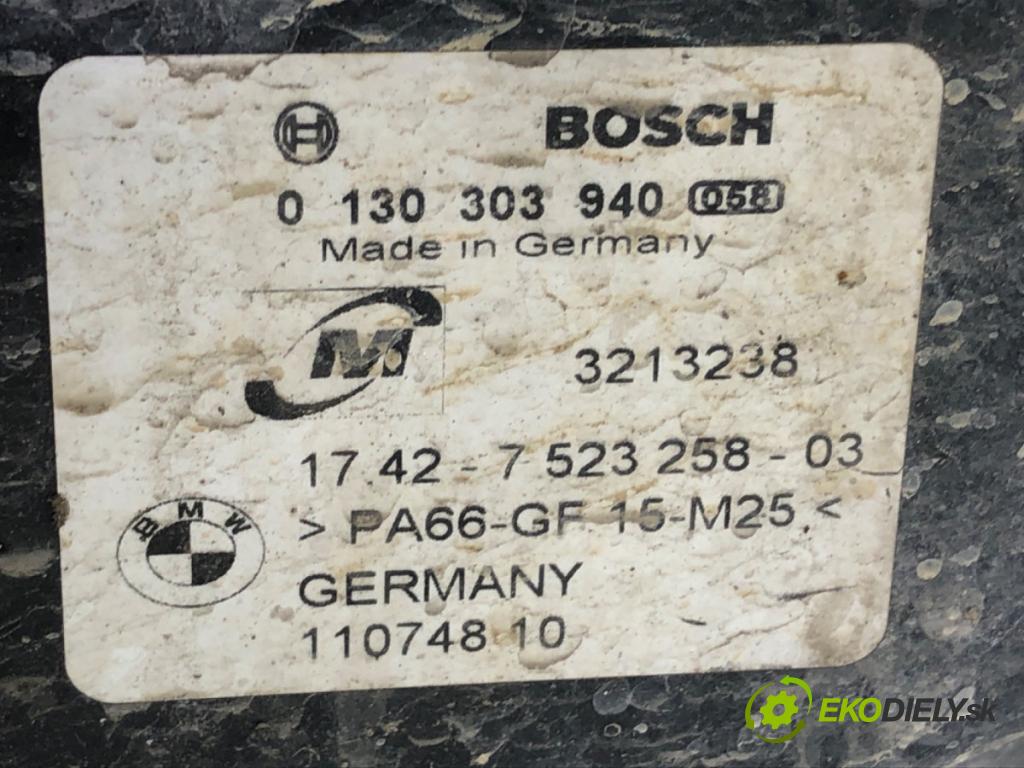 BOSCH
0 130 303 940 058
Made in Germany
M
3213238
17.42 - 7 523 258 - 03
BMW
> PA66-GF 15-M25 <
GERMANY
110748 10
EKODIELY.sk